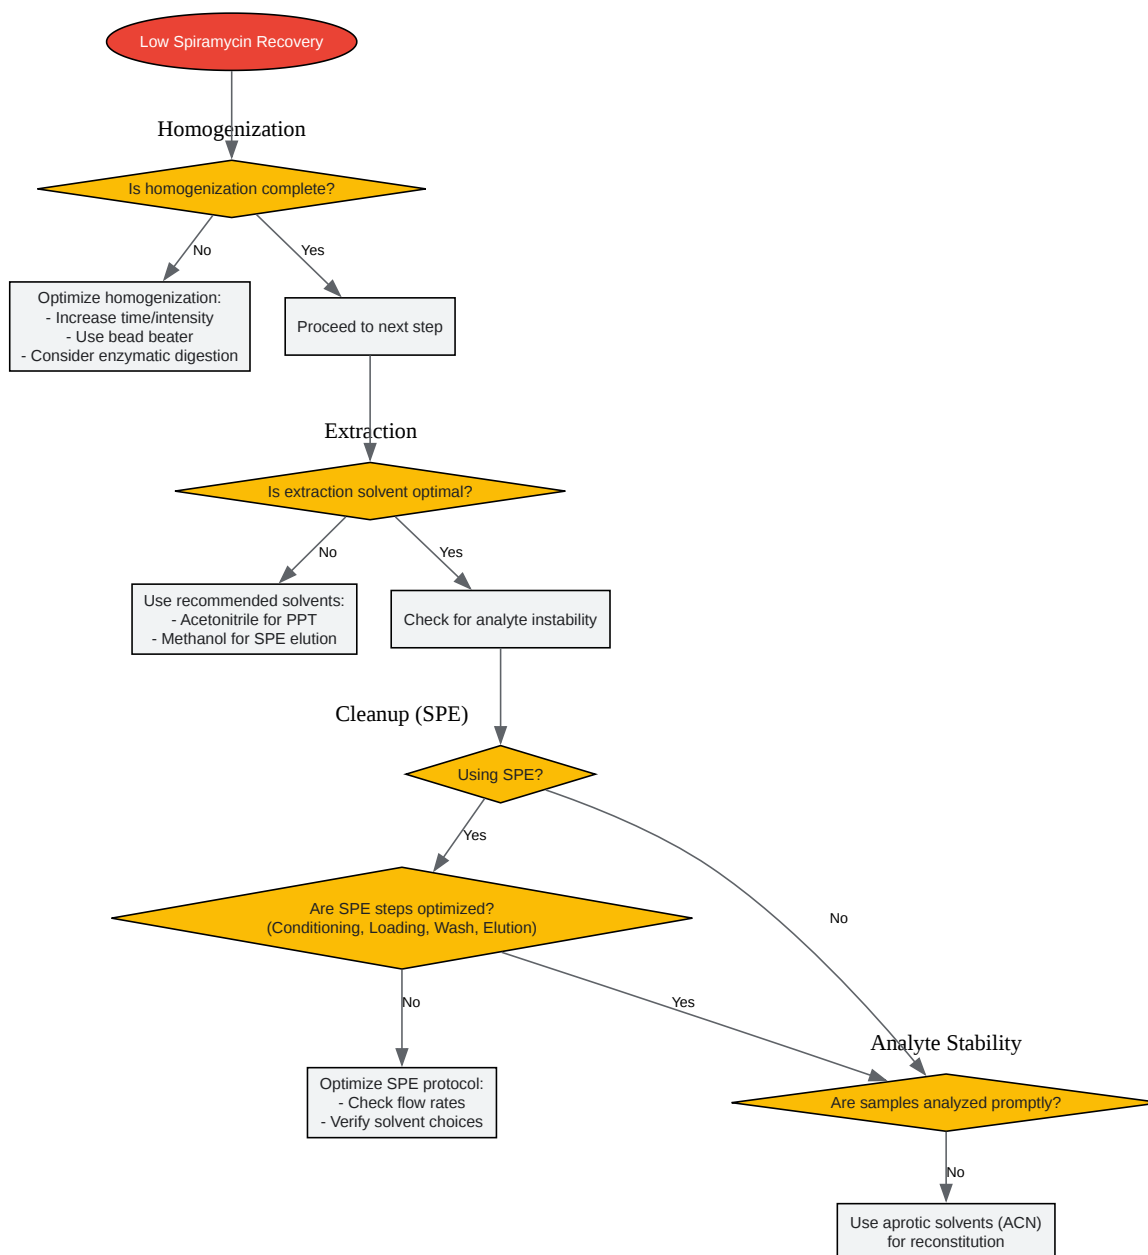 Low Spiramycin Recovery
Homogenization
Is homogenization complete?
No
Yes
Optimize homogenization:
- Increase time/intensity
- Use bead beater
- Consider enzymatic digestion
Proceed to next step
Extraction
Is extraction solvent optimal?
No
Yes
Use recommended solvents:
- Acetonitrile for PPT
- Methanol for SPE elution
Check for analyte instability
Cleanup (SPE)
Using SPE?
Yes
No
Are SPE steps optimized?
(Conditioning, Loading, Wash, Elution)
No
Yes
Optimize SPE protocol:
- Check flow rates
- Verify solvent choices
Analyte Stability
Are samples analyzed promptly?
No
Use aprotic solvents (ACN)
for reconstitution